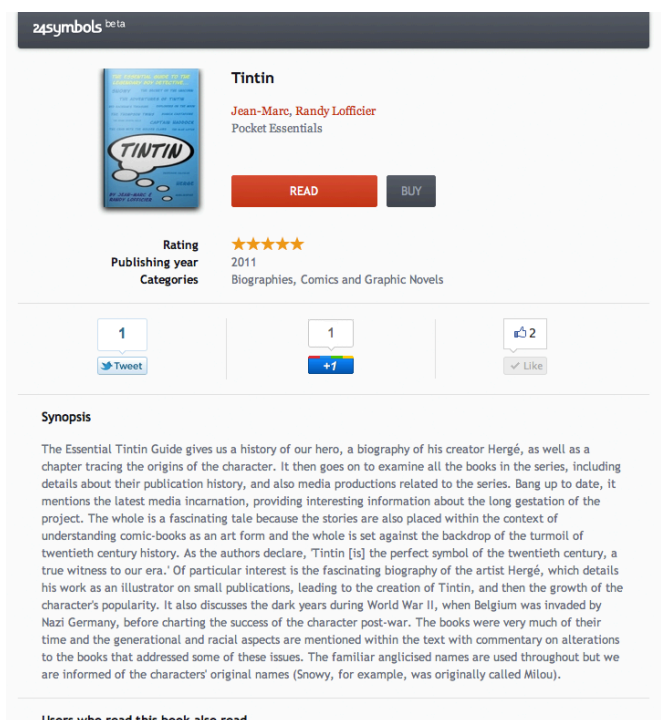 24symbols beta
Tintin
Jean-Marc, Randy Lofficier
Pocket Essentials
TINTIN
BY JEAN-MARC &
RANDY LOFFICIER
READ
BUY
Rating
Publishing year 2011
Categories Biographies, Comics and Graphic Novels
1
1
2
Tweet
+1
Like
Synopsis
The Essential Tintin Guide gives us a history of our hero, a biography of his creator Hergé, as well as a
chapter tracing the origins of the character. It then goes on to examine all the books in the series, including
details about their publication history, and also media productions related to the series. Bang up to date, it
mentions the latest media incarnation, providing interesting information about the long gestation of the
project. The whole is a fascinating tale because the stories are also placed within the context of
understanding comic-books as an art form and the whole is set against the backdrop of the turmoil of
twentieth century history. As the authors declare, 'Tintin [is] the perfect symbol of the twentieth century, a
true witness to our era.' Of particular interest is the fascinating biography of the artist Hergé, which details
his work as an illustrator on small publications, leading to the creation of Tintin, and then the growth of the
character's popularity. It also discusses the dark years during World War II, when Belgium was invaded by
Nazi Germany, before charting the success of the character post-war. The books were very much of their
time and the generational and racial aspects are mentioned within the text with commentary on alterations
to the books that addressed some of these issues. The familiar anglicised names are used throughout but we
are informed of the characters' original names (Snowy, for example, was originally called Milou).
Users who read this book also read